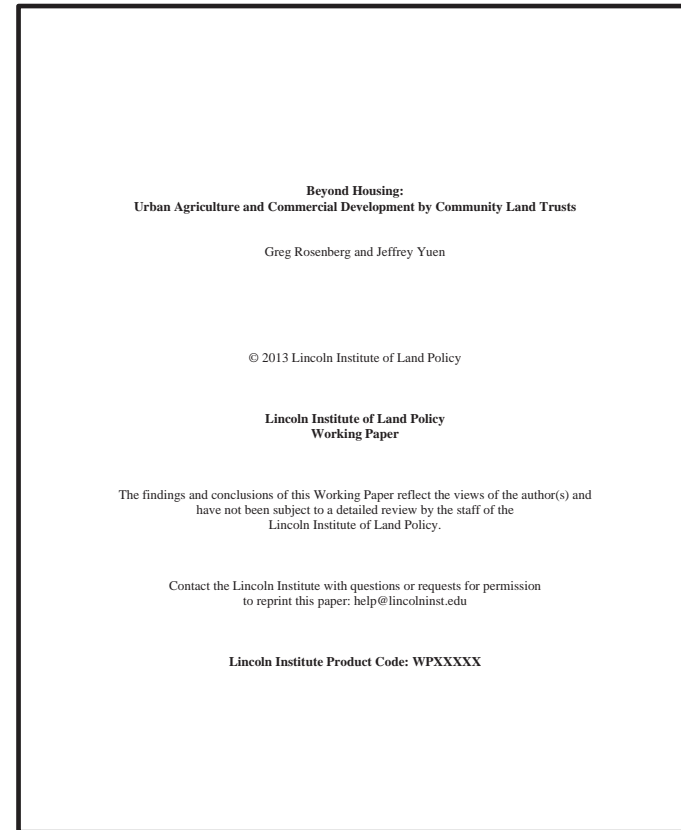 Beyond Housing:
Urban Agriculture and Commercial Development by Community Land Trusts
Greg Rosenberg and Jeffrey Yuen
© 2013 Lincoln Institute of Land Policy
Lincoln Institute of Land Policy
Working Paper
The findings and conclusions of this Working Paper reflect the views of the author(s) and
have not been subject to a detailed review by the staff of the
Lincoln Institute of Land Policy.
Contact the Lincoln Institute with questions or requests for permission
to reprint this paper: help@lincolninst.edu
Lincoln Institute Product Code: WPXXXXX